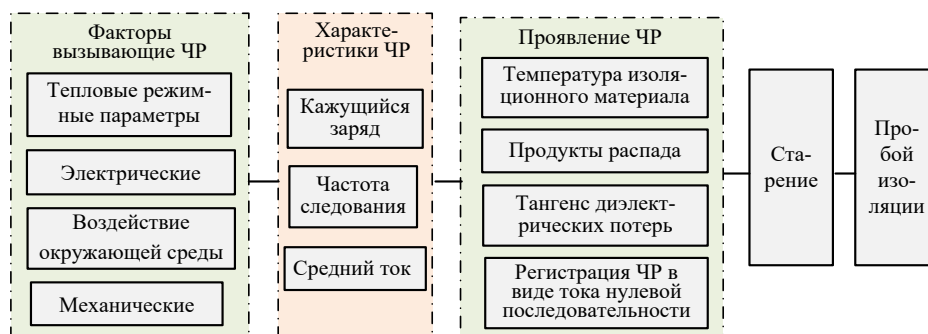 Факторы
вызывающие ЧР
Тепловые режим-
ные параметры
Электрические
Воздействие
окружающей среды
Механические
Характе-
ристики ЧР
Кажущийся
заряд
Частота
следования
Средний ток
Проявление ЧР
Температура изоля-
ционного материала
Продукты распада
Тангенс диэлект-
рических потерь
Регистрация ЧР в
виде тока нулевой
последовательности
Ста-
рение
Про-
бой
изо-
ляции